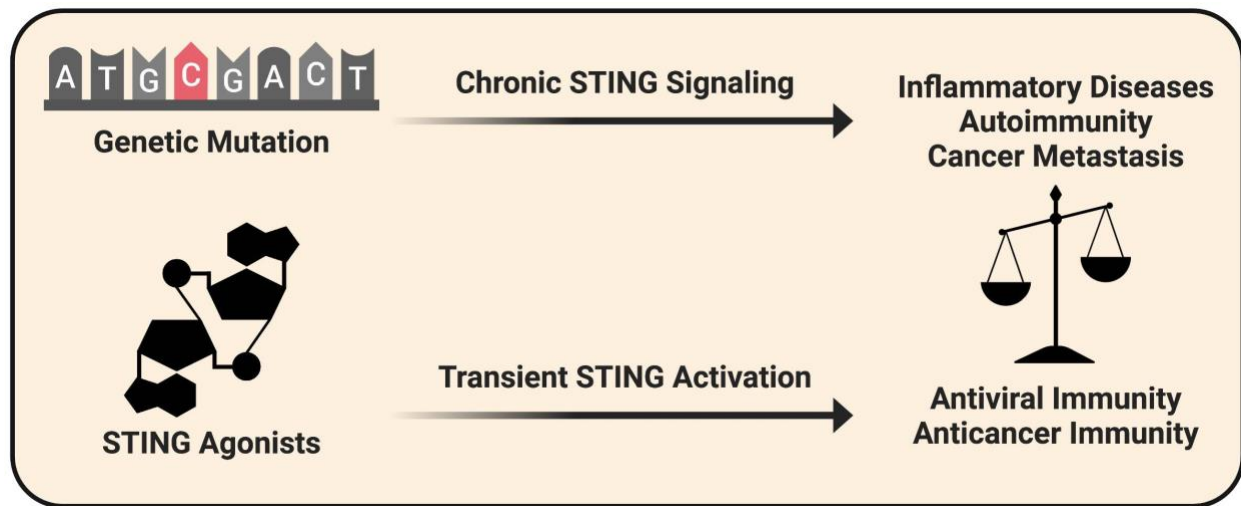 ATGCGACT
Genetic Mutation
Chronic STING Signaling
Inflammatory Diseases
Autoimmunity
Cancer Metastasis
STING Agonists
Transient STING Activation
Antiviral Immunity
Anticancer Immunity